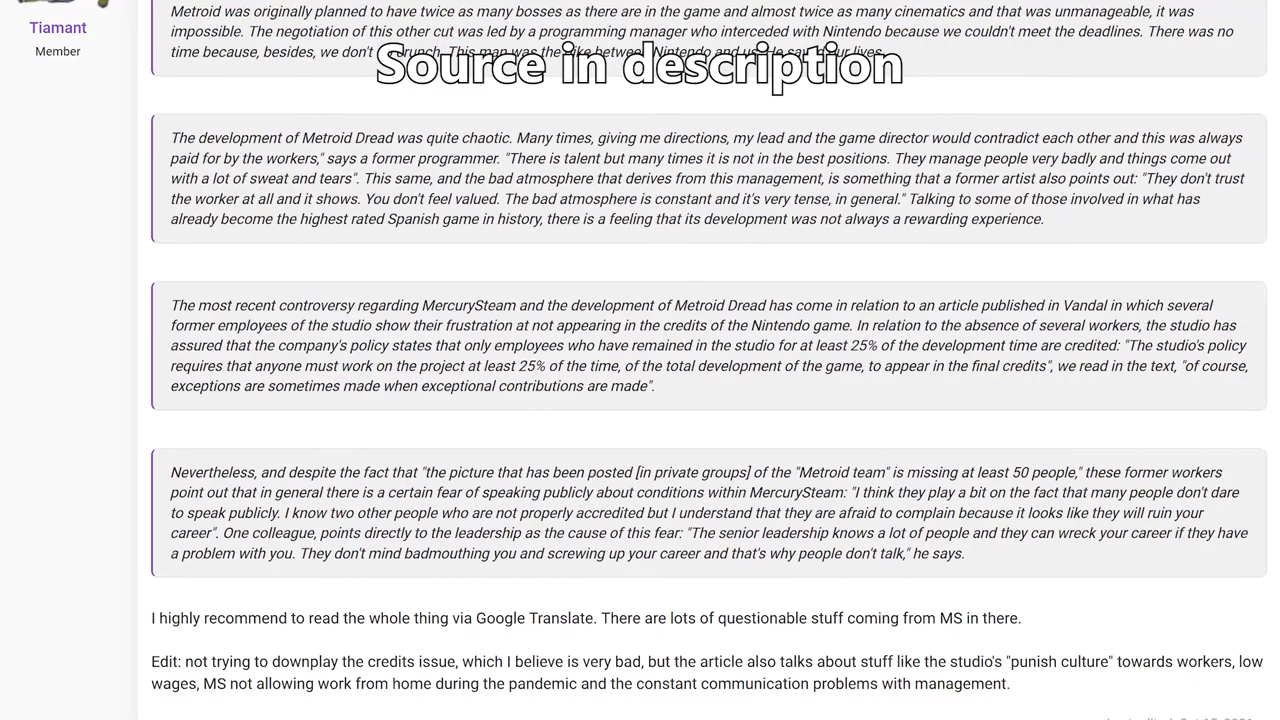 Tiamant
Member
Metroid was originally planned to have twice as many bosses as there are in the game and almost twice as many cinematics and that was unmanageable, it was
impossible. The negotiation of this other cut was led by a programming manager who interceded with Nintendo because we couldn't meet the deadlines. There was no
time because, besides, we don't crunch. This man was the link between Nintendo and us. He saved our lives.
Source in description
The development of Metroid Dread was quite chaotic. Many times, giving me directions, my lead and the game director would contradict each other and this was always
paid for by the workers," says a former programmer. "There is talent but many times it is not in the best positions. They manage people very badly and things come out
with a lot of sweat and tears". This same, and the bad atmosphere that derives from this management, is something that a former artist also points out: "They don't trust
the worker at all and it shows. You don't feel valued. The bad atmosphere is constant and it's very tense, in general." Talking to some of those involved in what has
already become the highest rated Spanish game in history, there is a feeling that its development was not always a rewarding experience.
The most recent controversy regarding MercurySteam and the development of Metroid Dread has come in relation to an article published in Vandal in which several
former employees of the studio show their frustration at not appearing in the credits of the Nintendo game. In relation to the absence of several workers, the studio has
assured that the company's policy states that only employees who have remained in the studio for at least 25% of the development time are credited: "The studio's policy
requires that anyone must work on the project at least 25% of the time, of the total development of the game, to appear in the final credits", we read in the text, "of course,
exceptions are sometimes made when exceptional contributions are made".
Nevertheless, and despite the fact that "the picture that has been posted [in private groups] of the "Metroid team" is missing at least 50 people," these former workers
point out that in general there is a certain fear of speaking publicly about conditions within MercurySteam: "I think they play a bit on the fact that many people don't dare
to speak publicly. I know two other people who are not properly accredited but I understand that they are afraid to complain because it looks like they will ruin your
career". One colleague, points directly to the leadership as the cause of this fear: "The senior leadership knows a lot of people and they can wreck your career if they have
a problem with you. They don't mind badmouthing you and screwing up your career and that's why people don't talk," he says.
I highly recommend to read the whole thing via Google Translate. There are lots of questionable stuff coming from MS in there.
Edit: not trying to downplay the credits issue, which I believe is very bad, but the article also talks about stuff like the studio's "punish culture" towards workers, low
wages, MS not allowing work from home during the pandemic and the constant communication problems with management.